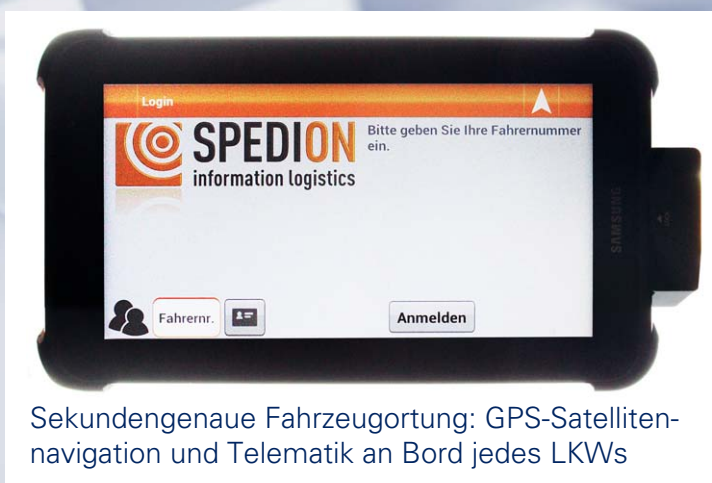 Login
SPEDION
information logistics
Bitte geben Sie Ihre Fahrernummer
ein.
SAMSUNG
Fahrernr.
Anmelden
Sekundengenaue Fahrzeugortung: GPS-Satelliten-
navigation und Telematik an Bord jedes LKWs